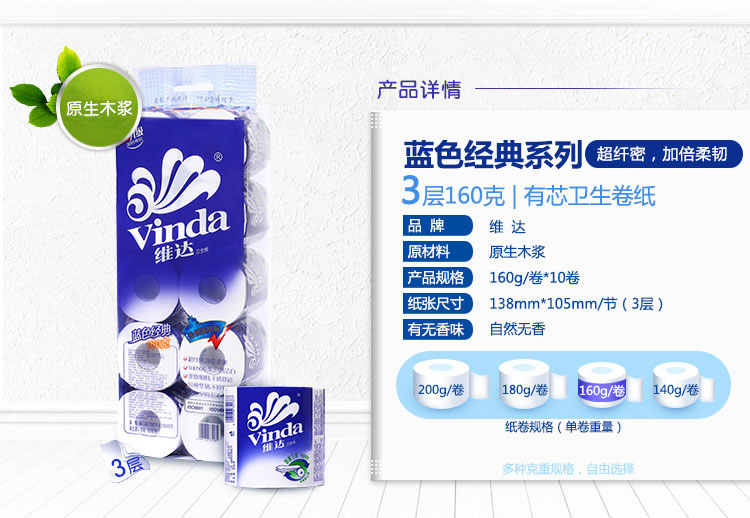 原生木浆
产品详情
蓝色经典系列 超纤密，加倍柔韧
3层160克 | 有芯卫生卷纸
品 牌 维 达
原材料 原生木浆
产品规格 160g/卷*10卷
纸张尺寸 138mm*105mm/节（3层）
有无香味 自然无香
200g/卷 180g/卷 160g/卷 140g/卷
纸卷规格（单卷重量）
多种克重规格，自由选择
Vinda
维达
蓝色经典
Vinda
维达
3层